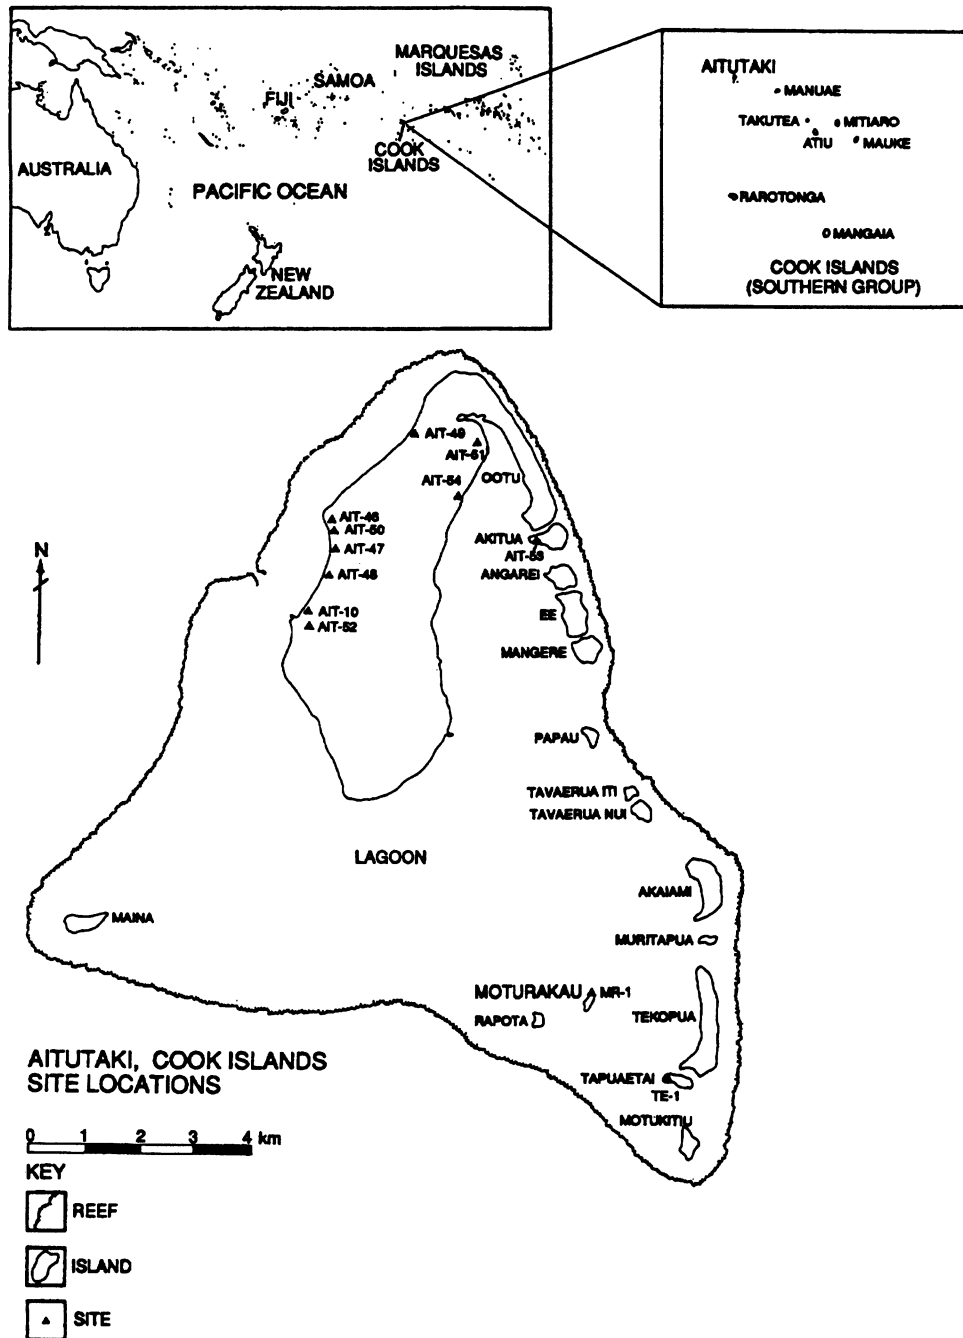 MARQUESAS
ISLANDS
SAMOA
FIJI
COOK
ISLANDS
AUSTRALIA
PACIFIC OCEAN
NEW
ZEALAND
AITUTAKI
MANUAE
TAKUTEA
MITIARO
ATIU
MAUKE
RAROTONGA
MANGAIA
COOK ISLANDS
(SOUTHERN GROUP)
AIT-49
AIT-51
OOTU
AIT-54
AIT-46
AIT-50
AIT-47
AIT-48
AIT-10
AIT-52
AKITUA
AIT-53
ANGAREI
EE
MANGERE
N
PAPAU
TAVAERUA ITI
TAVAERUA NUI
LAGOON
AKAIAMI
MAINA
MURITAPUA
MOTURAKAU
MR-1
RAPOTA
TEKOPUA
TAPUAETAI
TE-1
MOTUKITIU
AITUTAKI, COOK ISLANDS
SITE LOCATIONS
0 1 2 3 4 km
KEY
REEF
ISLAND
SITE